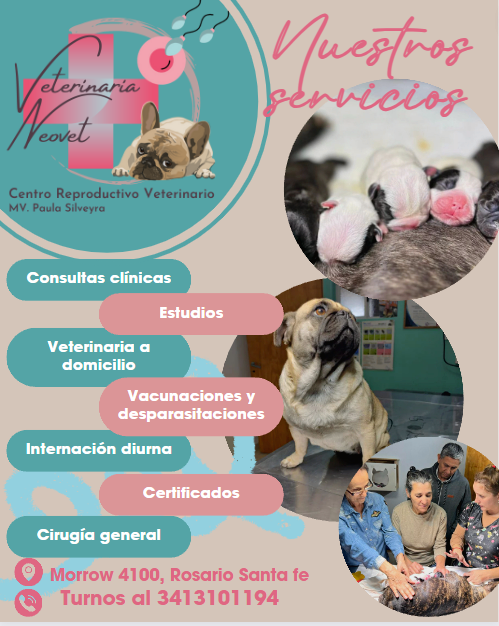 Veterinaria
Neovet
Centro Reproductivo Veterinario
MV. Paula Silveyra
Nuestros
servicios
Consultas clínicas
Estudios
Veterinaria a
domicilio
Vacunaciones y
desparasitaciones
Internación diurna
Certificados
Cirugía general
Morrow 4100, Rosario Santa fe
Turnos al 3413101194